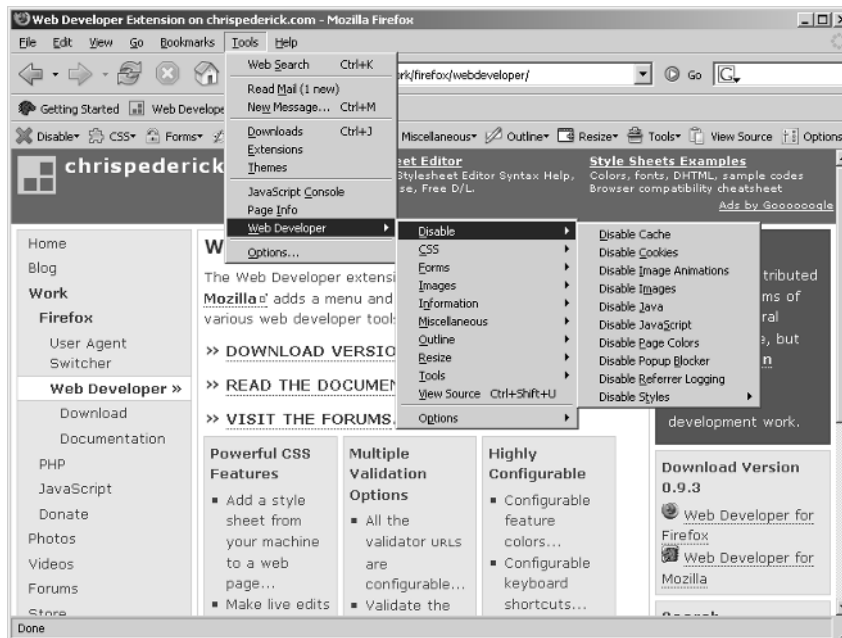 Web Developer Extension on chrispederick.com - Mozilla Firefox
File Edit View Go Bookmarks Tools Help
rk/firefox/webdeveloper/
Go
Getting Started
Web Develope
Disable
CSS
Forms
Miscellaneous
Outline
Resize
Tools
View Source
Options
Web Search Ctrl+K
Read Mail (1 new)
New Message... Ctrl+M
Downloads Ctrl+J
Extensions
Themes
JavaScript Console
Page Info
Web Developer
Options...
Disable
CSS
Forms
Images
Information
Miscellaneous
Outline
Resize
Tools
View Source Ctrl+Shift+U
Options
Disable Cache
Disable Cookies
Disable Image Animations
Disable Images
Disable Java
Disable JavaScript
Disable Page Colors
Disable Popup Blocker
Disable Referrer Logging
Disable Styles
chrispederick
eet Editor
Stylesheet Editor Syntax Help,
se, Free D/L.
Style Sheets Examples
Colors, fonts, DHTML, sample codes
Browser compatibility cheatsheet
Ads by Goooooogle
Home
Blog
Work
Firefox
User Agent
Switcher
Web Developer »
Download
Documentation
PHP
JavaScript
Donate
Photos
Videos
Forums
Store
W
The Web Developer extensi
Mozilla adds a menu and
various web developer tool
» DOWNLOAD VERSIO
» READ THE DOCUMEN
» VISIT THE FORUMS.
Powerful CSS
Features
Add a style
sheet from
your machine
to a web
page...
Make live edits
Multiple
Validation
Options
All the
validator URLS
are
configurable...
Validate the
Highly
Configurable
Configurable
feature
colors...
Configurable
keyboard
shortcuts...
tributed
ms of
ral
e, but
n
development work.
Download Version
0.9.3
Web Developer for
Firefox
Web Developer for
Mozilla
Search
Done